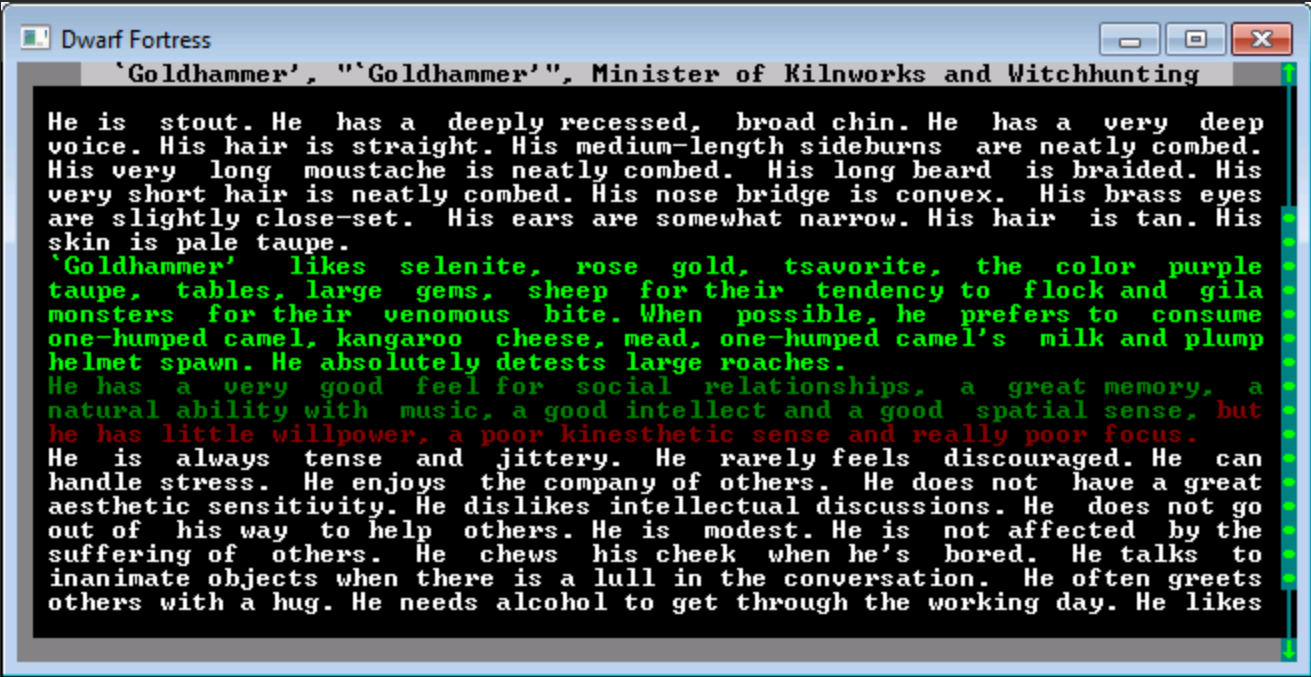 Dwarf Fortress
`Goldhammer', "`Goldhammer'", Minister of Kilnworks and Witchhunting
He is stout. He has a deeply recessed, broad chin. He has a very deep
voice. His hair is straight. His medium-length sideburns are neatly combed.
His very long moustache is neatly combed. His long beard is braided. His
very short hair is neatly combed. His nose bridge is convex. His brass eyes
are slightly close-set. His ears are somewhat narrow. His hair is tan. His
skin is pale taupe.
`Goldhammer' likes selenite, rose gold, tsavorite, the color purple
taupe, tables, large gems, sheep for their tendency to flock and gila
monsters for their venomous bite. When possible, he prefers to consume
one-humped camel, kangaroo cheese, mead, one-humped camel's milk and plump
helmet spawn. He absolutely detests large roaches.
He has a very good feel for social relationships, a great memory, a
natural ability with music, a good intellect and a good spatial sense, but
he has little willpower, a poor kinesthetic sense and really poor focus.
He is always tense and jittery. He rarely feels discouraged. He can
handle stress. He enjoys the company of others. He does not have a great
aesthetic sensitivity. He dislikes intellectual discussions. He does not go
out of his way to help others. He is modest. He is not affected by the
suffering of others. He chews his cheek when he's bored. He talks to
inanimate objects when there is a lull in the conversation. He often greets
others with a hug. He needs alcohol to get through the working day. He likes